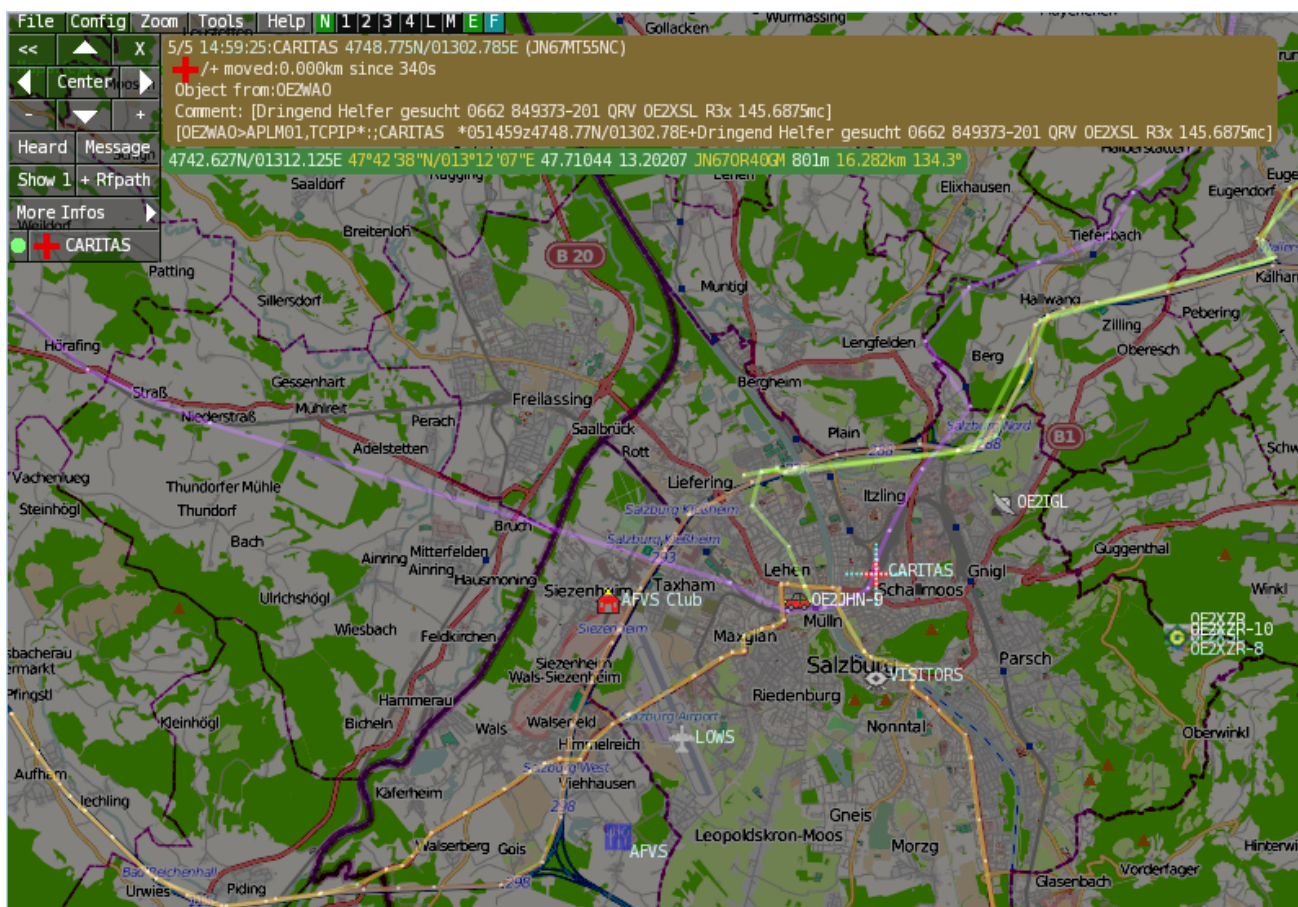 File Config Zoom Tools Help N 1 2 3 4 L M E F
Gollacken
Wurmassing
<< X
5/5 14:59:25:CARITAS 4748.775N/01302.785E (JN67MT55NC)
/+ moved:0.000km since 340s
Center
Object from:OE2WAO
- +
Comment: [Dringend Helfer gesucht 0662 849373-201 QRV OE2XSL R3x 145.6875mc]
[OE2WAO>APLM01,TCPIP*:;CARITAS *051459z4748.77N/01302.78E+Dringend Helfer gesucht 0662 849373-201 QRV OE2XSL R3x 145.6875mc]
Heard Message
4742.627N/01312.125E 47°42'38"N/013°12'07"E 47.71044 13.20207 JN67OR40GM 801m 16.282km 134.3°
Show 1 + Rfpath
Saaldorf
Elixhausen
Eugendorf
More Infos
Breitenloh
CARITAS
Tiefenbach
B 20
Patting
Kalham
Muntigl
Sillersdorf
Hallwang
Pebering
Zilling
Hörafing
Lengfelden
Berg
Oberesch
Gessenhart
Bergheim
Straß
Freilassing
Mühlreit
Niederstraß
Perach
Saalbrück
Plain
Salzburg Nord
B1
288
Adelstetten
Rott
Vachenlueg
Thundorfer Mühle
Liefering
Itzling
Steinhögl
Thundorf
Salzburg Kleßheim
OE2IGL
Bruch
Bach
Salzburg Kleßheim
Mitterfelden
293
Guggenthal
Ainring
Ainring
Hausmoning
Lehen
CARITAS
Gnigl
Taxham
Siezenheim
Schallmoos
Winkl
Ulrichshögl
AFVS Club
OE2JHN-9
Mülln
OE2XZR
OE2XZR-10
OE2XZR-8
Wiesbach
Siezenheim
Feldkirchen
Maxglan
Siezenheim
Salzburg
Parsch
Wals-Siezenheim
VISITORS
Pfingstl
Hammerau
Riedenburg
Kleinhögl
Bicheln
Wals
Walserfeld
Salzburg Airport
Nonntal
LOWS
Oberwinkl
Himmelreich
Aufham
Salzburg West
Viehhausen
Jechling
Käferheim
298
Gneis
Leopoldskron-Moos
Walserberg
Gois
AFVS
Morzg
Bad Reichenhall
Vorderfager
298
Urwies
Piding
Glasenbach